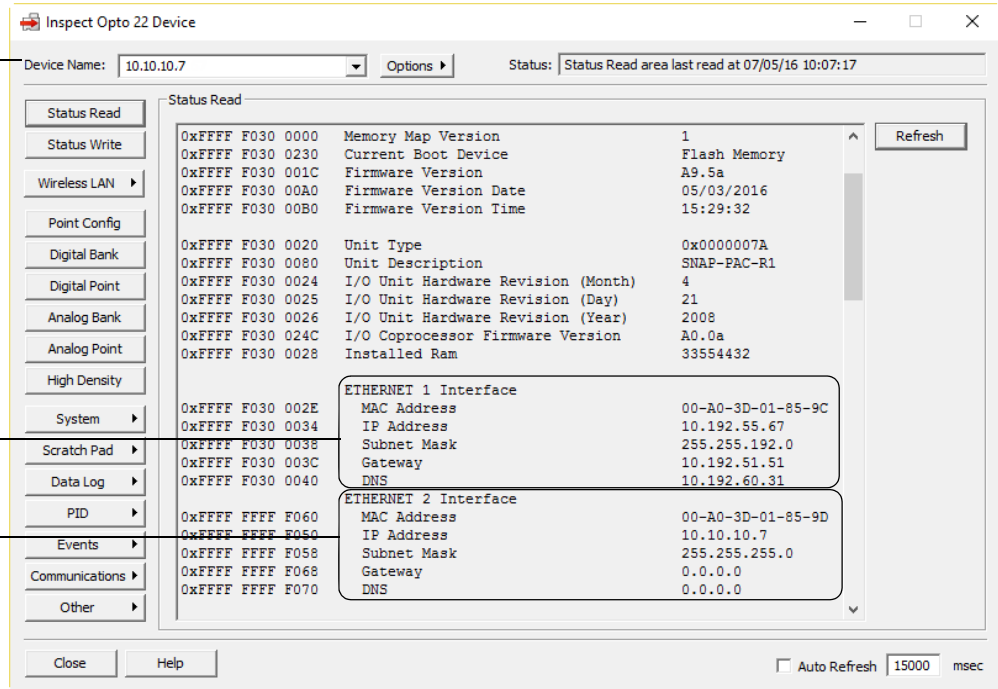 Inspect Opto 22 Device
Device Name: 10.10.10.7 Options Status: Status Read area last read at 07/05/16 10:07:17
Status Read
Status Write
Wireless LAN
Point Config
Digital Bank
Digital Point
Analog Bank
Analog Point
High Density
System
Scratch Pad
Data Log
PID
Events
Communications
Other
Status Read
0xFFFF F030 0000 Memory Map Version 1
0xFFFF F030 0230 Current Boot Device Flash Memory
0xFFFF F030 001C Firmware Version A9.5a
0xFFFF F030 00A0 Firmware Version Date 05/03/2016
0xFFFF F030 00B0 Firmware Version Time 15:29:32
0xFFFF F030 0020 Unit Type 0x0000007A
0xFFFF F030 0080 Unit Description SNAP-PAC-R1
0xFFFF F030 0024 I/O Unit Hardware Revision (Month) 4
0xFFFF F030 0025 I/O Unit Hardware Revision (Day) 21
0xFFFF F030 0026 I/O Unit Hardware Revision (Year) 2008
0xFFFF F030 024C I/O Coprocessor Firmware Version A0.0a
0xFFFF F030 0028 Installed Ram 33554432
ETHERNET 1 Interface
0xFFFF F030 002E MAC Address 00-A0-3D-01-85-9C
0xFFFF F030 0034 IP Address 10.192.55.67
0xFFFF F030 0038 Subnet Mask 255.255.192.0
0xFFFF F030 003C Gateway 10.192.51.51
0xFFFF F030 0040 DNS 10.192.60.31
ETHERNET 2 Interface
0xFFFF FFFF F060 MAC Address 00-A0-3D-01-85-9D
0xFFFF FFFF F050 IP Address 10.10.10.7
0xFFFF FFFF F058 Subnet Mask 255.255.255.0
0xFFFF FFFF F068 Gateway 0.0.0.0
0xFFFF FFFF F070 DNS 0.0.0.0
Refresh
Close Help Auto Refresh 15000 msec